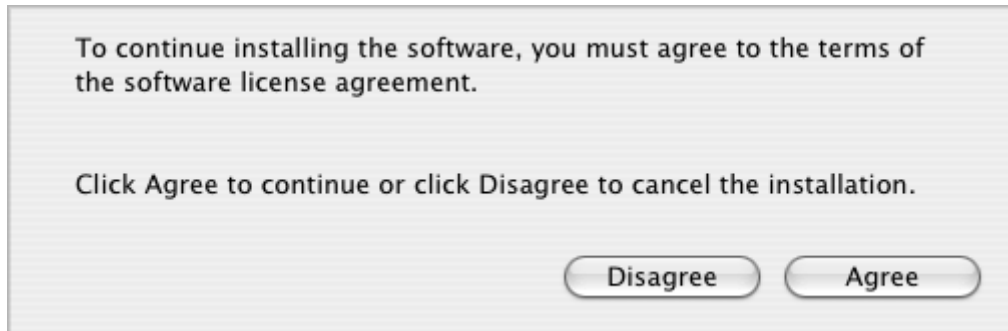 To continue installing the software, you must agree to the terms of
the software license agreement.
Click Agree to continue or click Disagree to cancel the installation.
Disagree
Agree